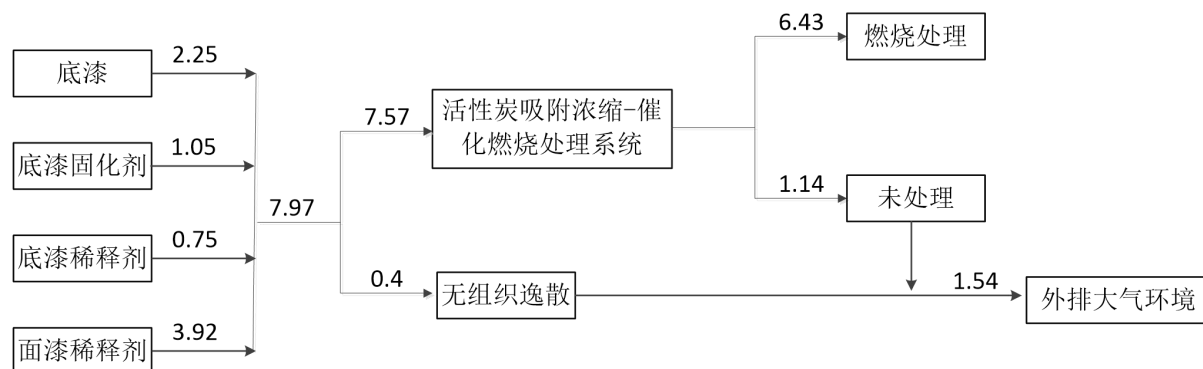 底漆
2.25
底漆固化剂
1.05
底漆稀释剂
0.75
面漆稀释剂
3.92
7.97
7.57
活性炭吸附浓缩-催
化燃烧处理系统
6.43
燃烧处理
1.14
未处理
0.4
无组织逸散
1.54
外排大气环境